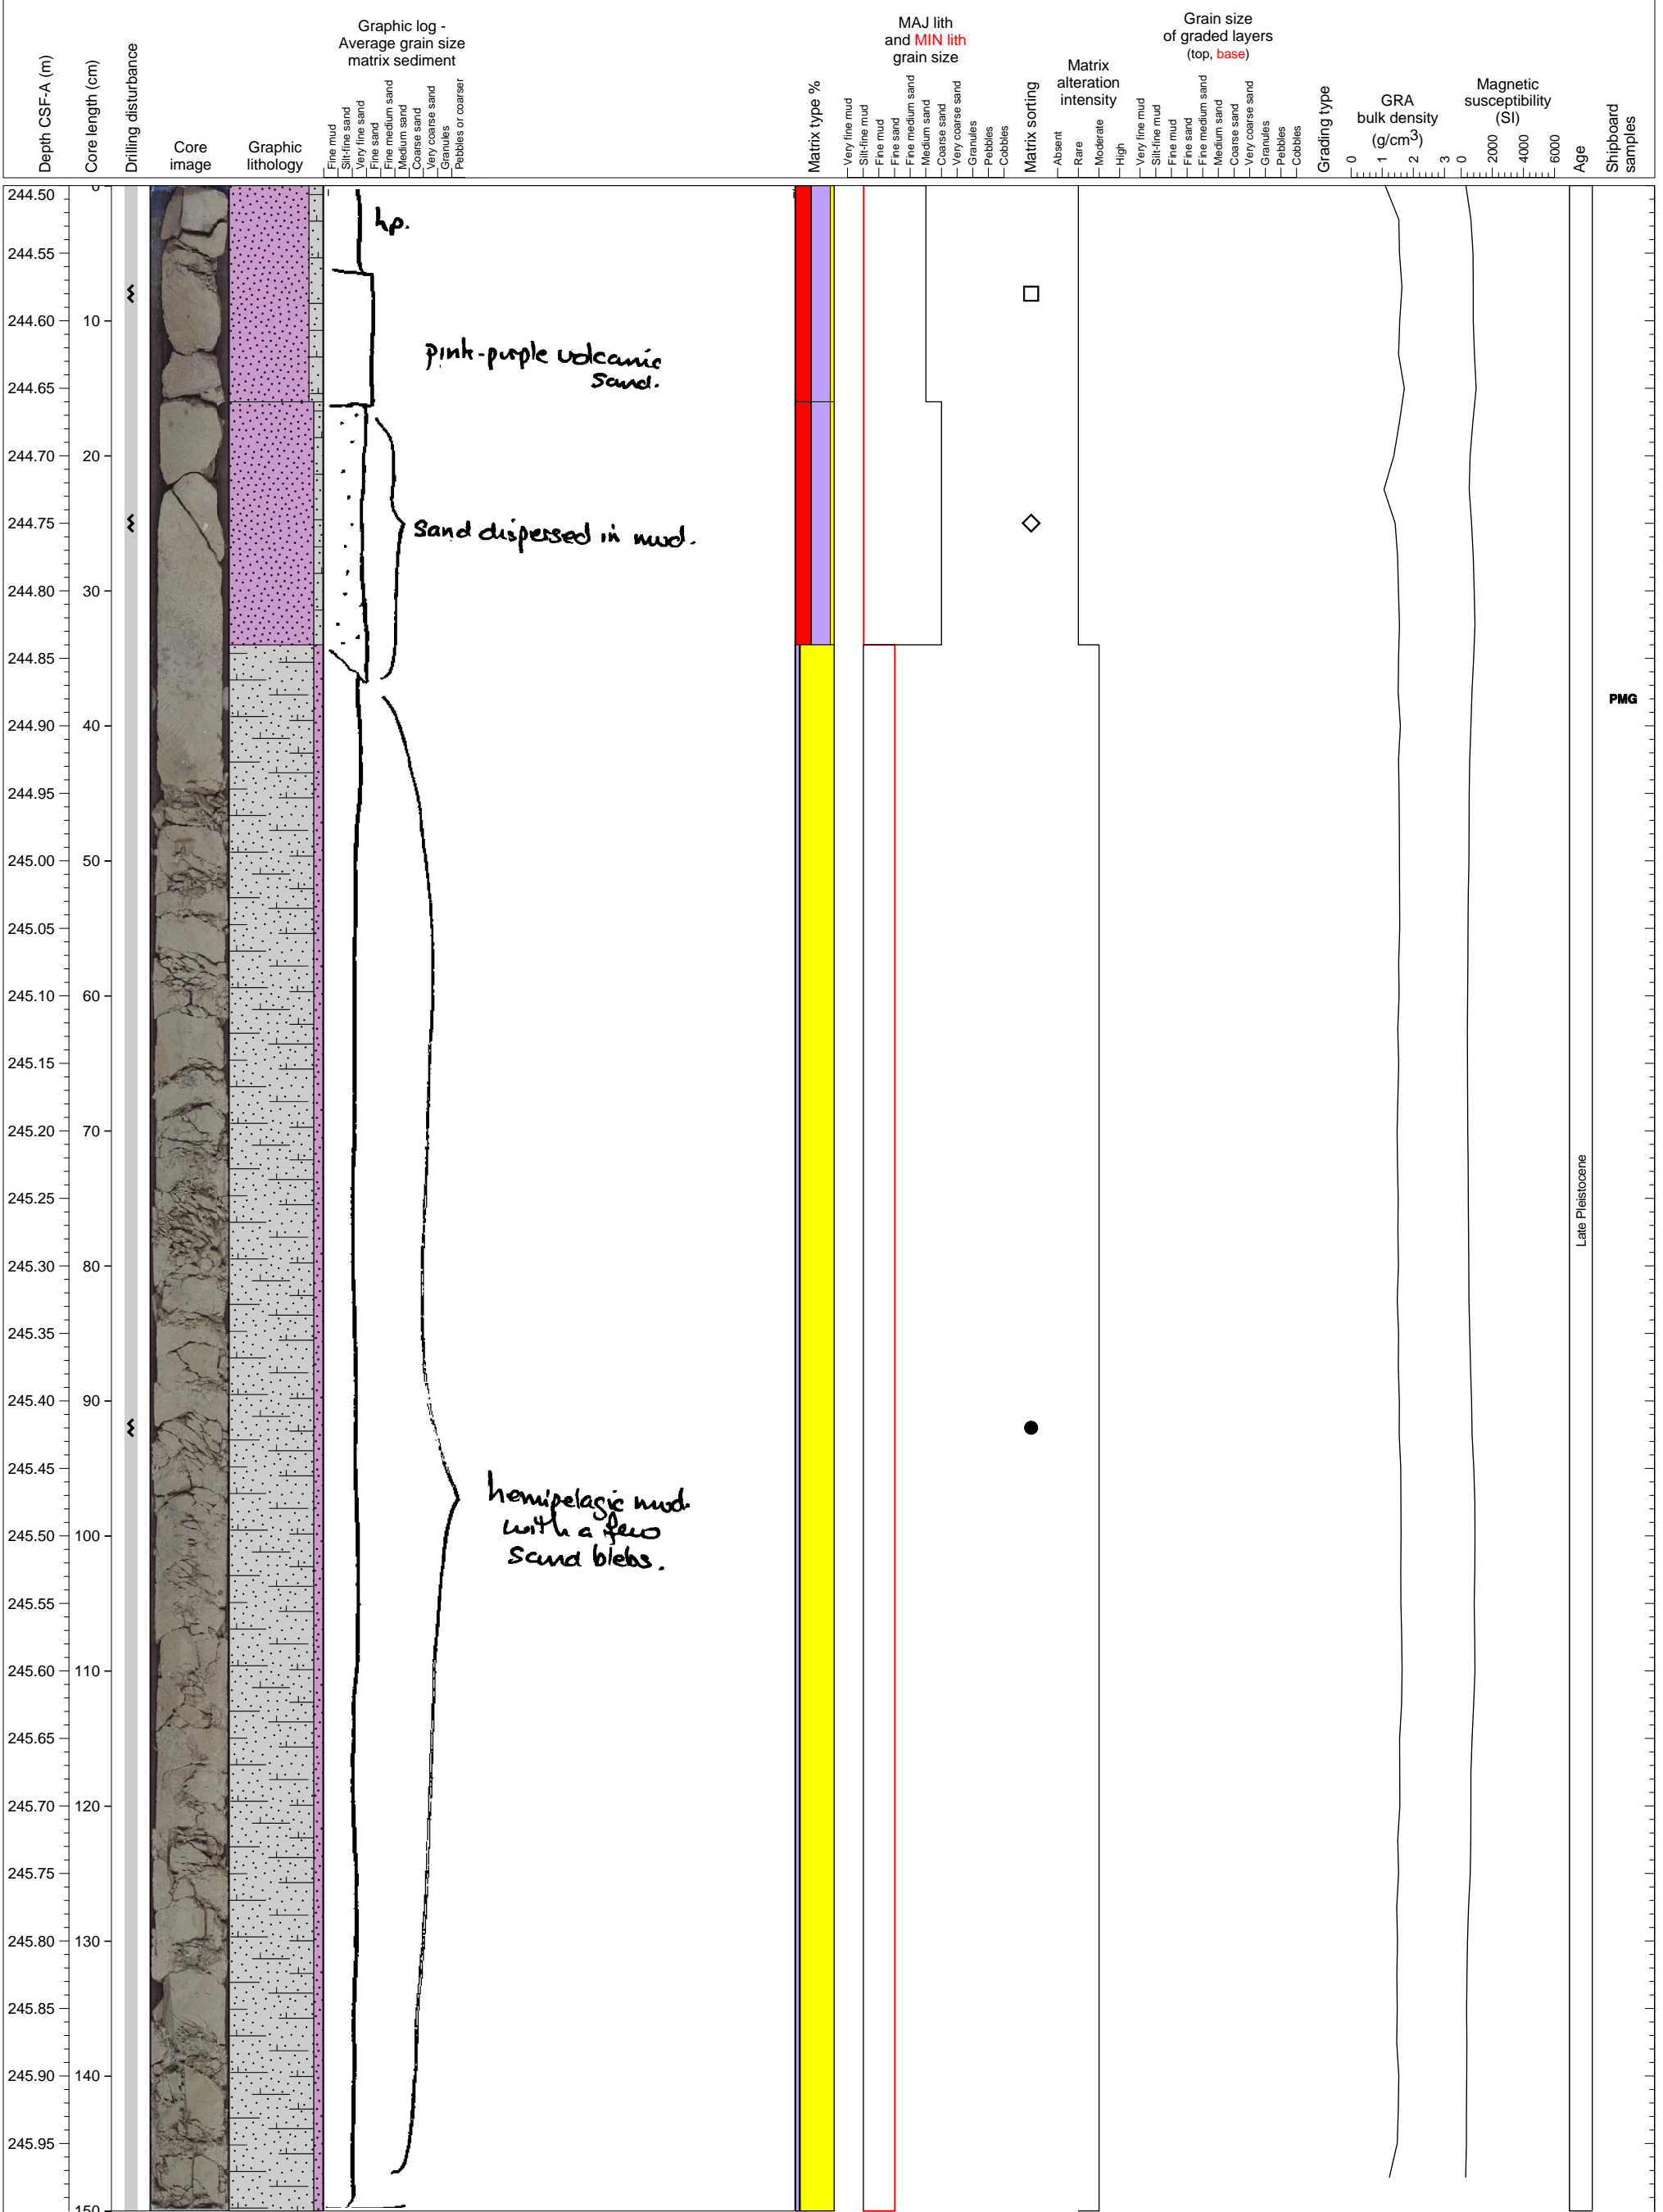 Depth CSF-A (m)
Core length (cm)
Drilling disturbance
Core
image
Graphic
lithology
Graphic log -
Average grain size
matrix sediment
Fine mud
Silt-fine sand
Very fine sand
Fine sand
Fine medium sand
Medium sand
Coarse sand
Very coarse sand
Granules
Pebbles or coarser
Matrix type %
MAJ lith
and MIN lith
grain size
Very fine mud
Silt-fine mud
Fine mud
Fine sand
Fine medium sand
Medium sand
Coarse sand
Very coarse sand
Granules
Pebbles
Cobbles
Matrix sorting
Matrix
alteration
intensity
Absent
Rare
Moderate
High
Grain size
of graded layers
(top, base)
Very fine mud
Silt-fine mud
Fine mud
Fine sand
Fine medium sand
Medium sand
Coarse sand
Very coarse sand
Granules
Pebbles
Cobbles
Grading type
GRA
bulk density
(g/cm3)
0 1 2 3
Magnetic
susceptibility
(SI)
0 2000 4000 6000
Age
Shipboard
samples
244.50 0
244.55
244.60 10
244.65
244.70 20
244.75
244.80 30
244.85
244.90 40
244.95
245.00 50
245.05
245.10 60
245.15
245.20 70
245.25
245.30 80
245.35
245.40 90
245.45
245.50 100
245.55
245.60 110
245.65
245.70 120
245.75
245.80 130
245.85
245.90 140
245.95
150
hp.
pink-purple volcanic
sand.
Sand dispersed in mud.
hemipelagic mud
with a few
sand blebs.
Late Pleistocene
PMG